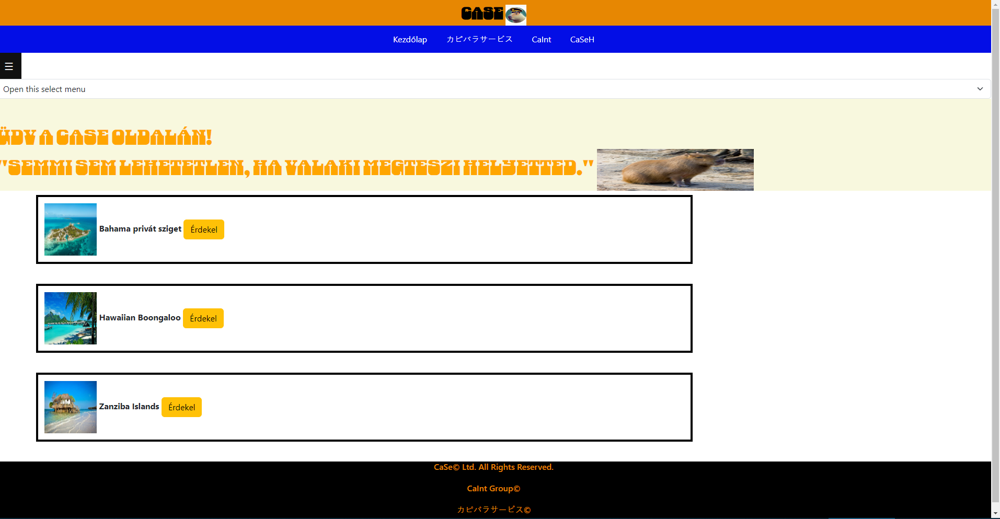 CASE
Kezdőlap カピバラサービス CaInt CaSeH
☰
Open this select menu
ÜDV A CASE OLDALÁN!
"SEMMI SEM LEHETETLEN, HA VALAKI MEGTESZI HELYETTED."
Bahama privát sziget Érdekel
Hawaiian Boongaloo Érdekel
Zanziba Islands Érdekel
CaSe© Ltd. All Rights Reserved.
CaInt Group©
カピバラサービス©